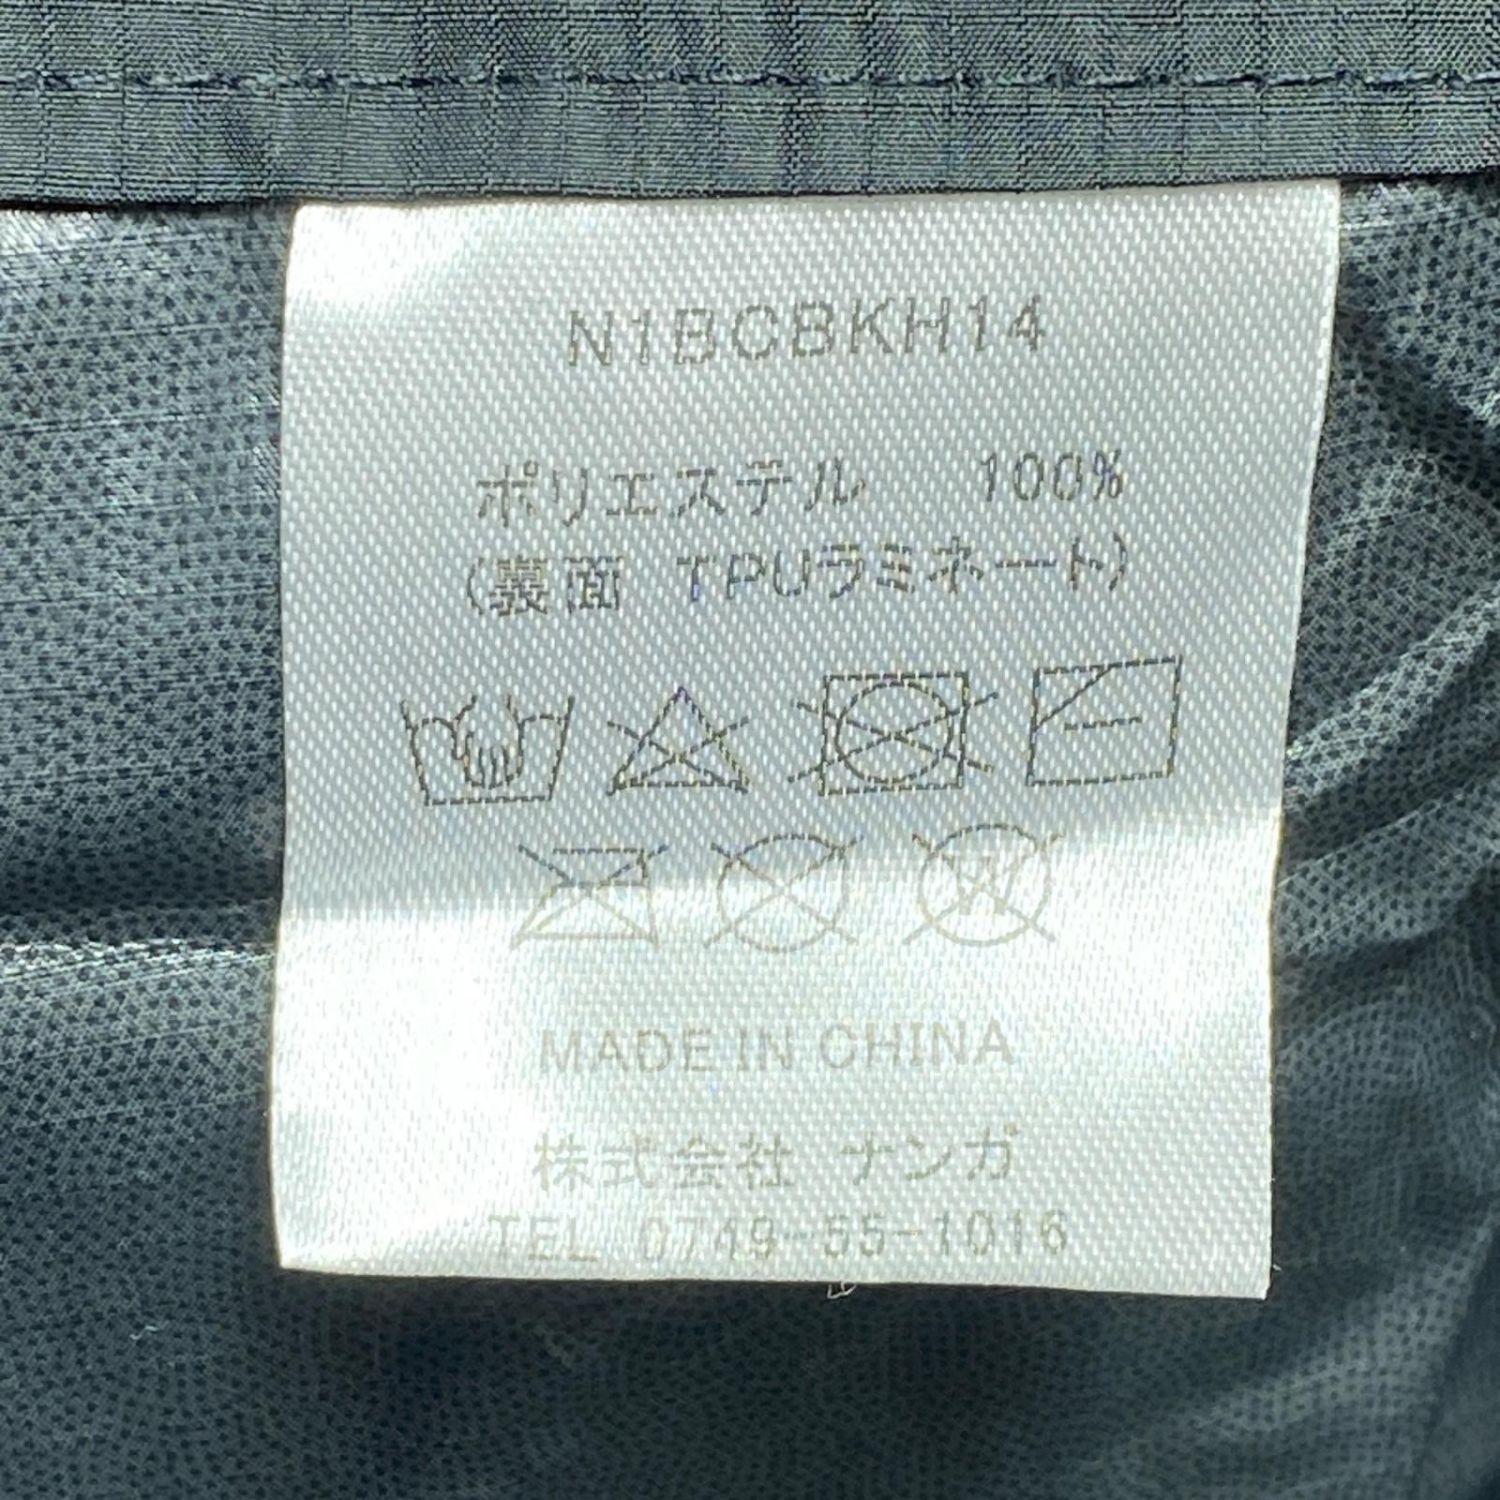 N1BCBKH14
ポリエステル 100%
(裏面 TPUラミネート)
W
MADE IN CHINA
株式会社 ナンガ
TEL 0749-55-1016